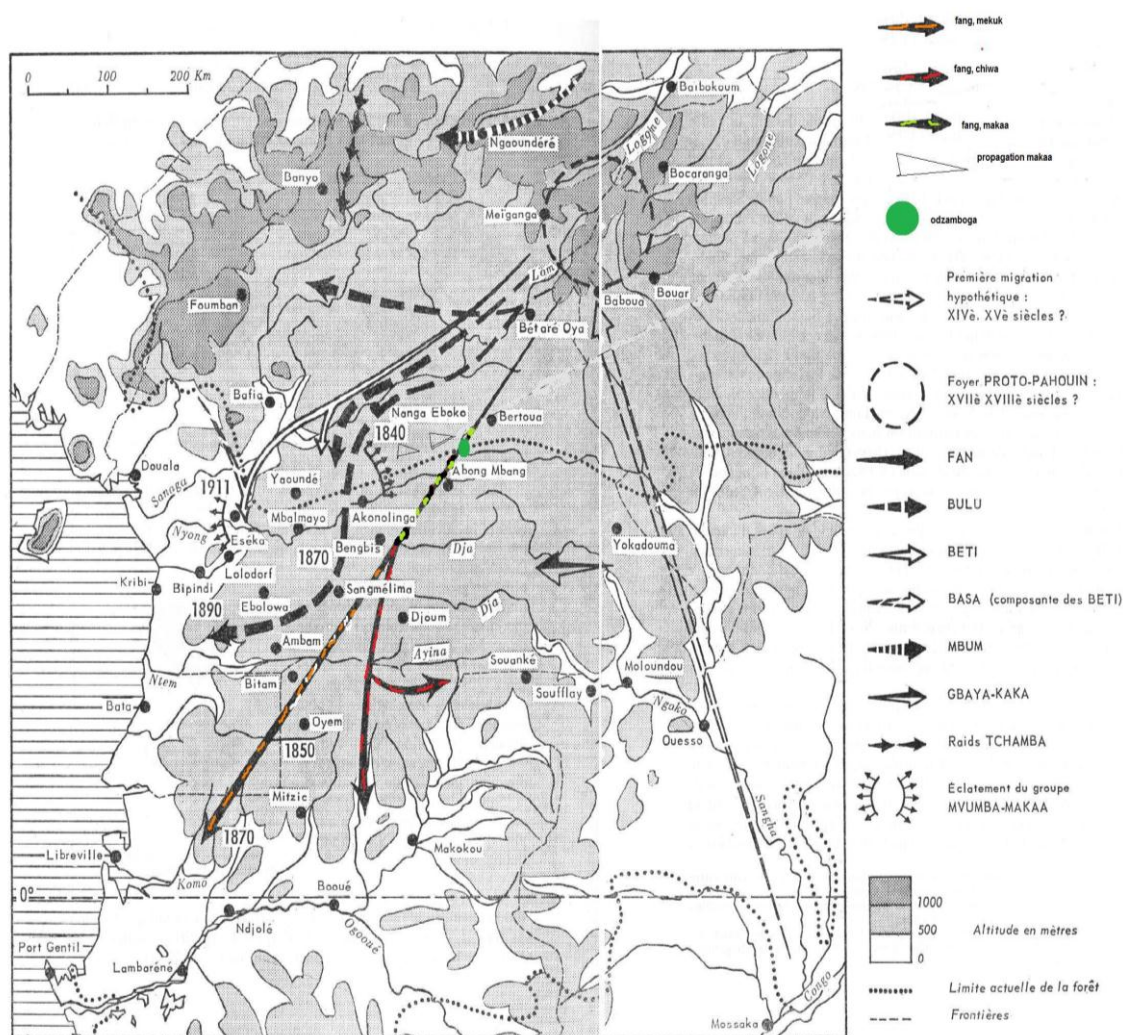 0 100 200 Km
Baïbokoum
Ngaoundéré
Logone
Logone
Banyo
Bocaranga
Meïganga
Lom
Foumban
Bouar
Baboua
Bétaré Oya
Bafia
Nanga Eboko
Bertoua
1840
Douala
Abong Mbang
Sanaga
Yaoundé
1911
Akonolinga
Mbalmayo
Nyong
Eséka
Bengbis
Dja
Yokadouma
1870
Lolodorf
Kribi
Bipindi
Sangmélima
1890
Ebolowa
Djoum
Dja
Ambam
Ayina
Souanké
Moloundou
Ntem
Bitam
Soufflay
Bata
Ngoko
Oyem
Ouesso
1850
Mitzic
Sangha
1870
Libreville
Makokou
Komo
0°
Booué
Ndjolé
Ogooué
Port Gentil
Lambaréné
Congo
Mossaka
fang, mekuk
fang, chiwa
fang, makaa
propagation makaa
odzamboga
Première migration
hypothétique :
XIVè. XVè siècles ?
Foyer PROTO-PAHOUIN :
XVIIè XVIIIè siècles ?
FAN
BULU
BETI
BASA (composante des BETI)
MBUM
GBAYA-KAKA
Raids TCHAMBA
Éclatement du groupe
MVUMBA-MAKAA
1000
500
0
Altitude en mètres
Limite actuelle de la forêt
Frontières